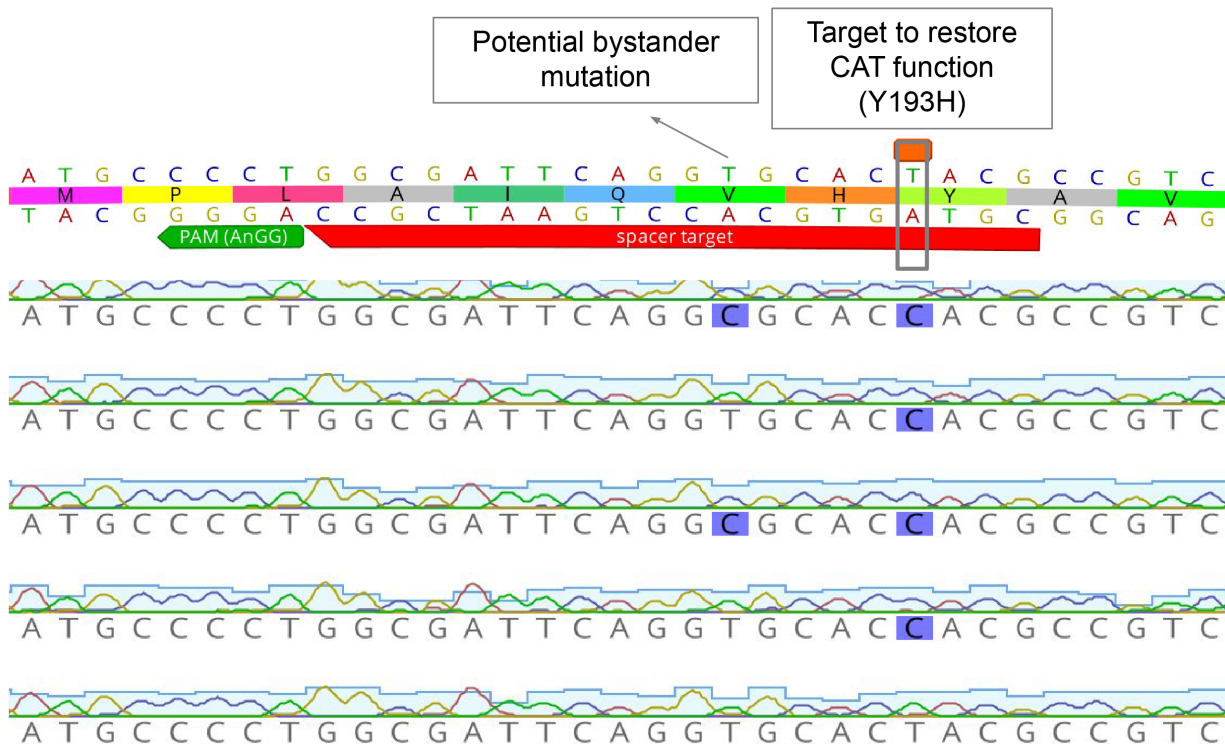 Potential bystander
mutation
Target to restore
CAT function
(Y193H)
A T G C C C C T G G C G A T T C A G G T G C A C T A C G C C G T C
M P L A I Q V H Y A V
T A C G G G G A C C G C T A A G T C C A C G T G A T G C G G C A G
PAM (AnGG)
spacer target
A T G C C C C T G G C G A T T C A G G C G C A C C A C G C C G T C
A T G C C C C T G G C G A T T C A G G T G C A C C A C G C C G T C
A T G C C C C T G G C G A T T C A G G C G C A C C A C G C C G T C
A T G C C C C T G G C G A T T C A G G T G C A C C A C G C C G T C
A T G C C C C T G G C G A T T C A G G T G C A C T A C G C C G T C